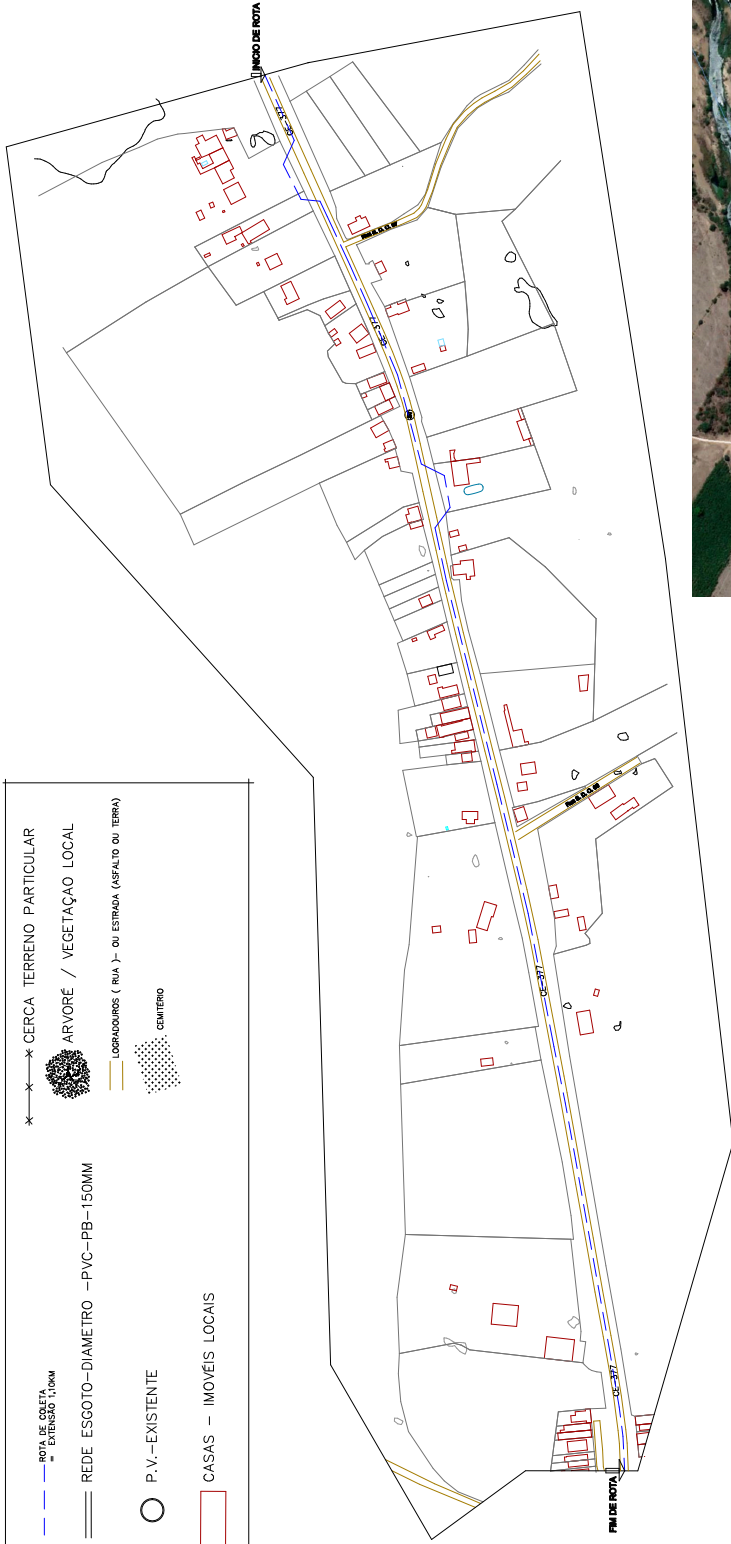 INICIO DE ROTA
CE-377
CE-377
CE-377
CE-377
FIM DE ROTA
ROTA DE COLETA
= EXTENSÃO 1,10KM
REDE ESGOTO-DIAMETRO -PVC-PB-150MM
P.V.-EXISTENTE
CASAS - IMOVÉIS LOCAIS
CERCA TERRENO PARTICULAR
ARVORÉ / VEGETAÇÃO LOCAL
LOGRADOUROS ( RUA )- OU ESTRADA (ASFALTO OU TERRA)
CEMITÉRIO